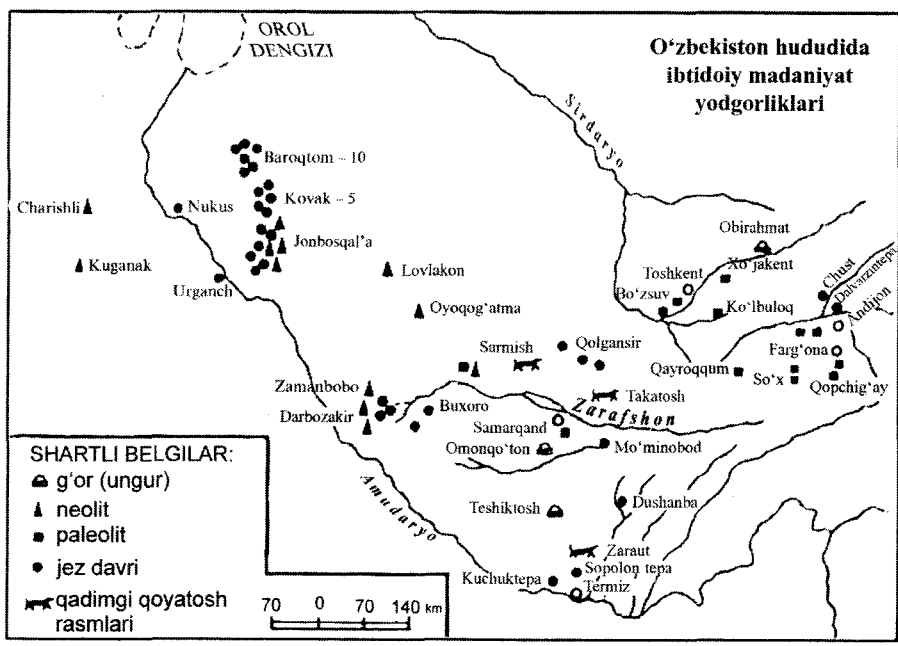 OROL
DENGIZI
O‘zbekiston hududida
ibtidoiy madaniyat
yodgorliklari
Sirdaryo
Baroqtom – 10
Kovak – 5
Charishli
Nukus
Jonbosqal’a
Kuganak
Urganch
Lovlakon
Oyoqog‘atma
Obirahmat
Xo‘jakent
Toshkent
Bo‘zsuv
Ko‘lbuloq
Chust
Dalvarzintepa
Andijon
Farg‘ona
Qayroqqum
So‘x
Qopchig‘ay
Sarmish
Qolgansir
Takatosh
Zarafshon
Zamanbobo
Darbozakir
Buxoro
Samarqand
Omonqo‘ton
Mo‘minobod
Amudaryo
Teshiktosh
Dushanba
Zaraut
Sopolon tepa
Kuchuktepa
Termiz
SHARTLI BELGILAR:
g‘or (ungur)
neolit
paleolit
jez davri
qadimgi qoyatosh
rasmlari
70 0 70 140 km